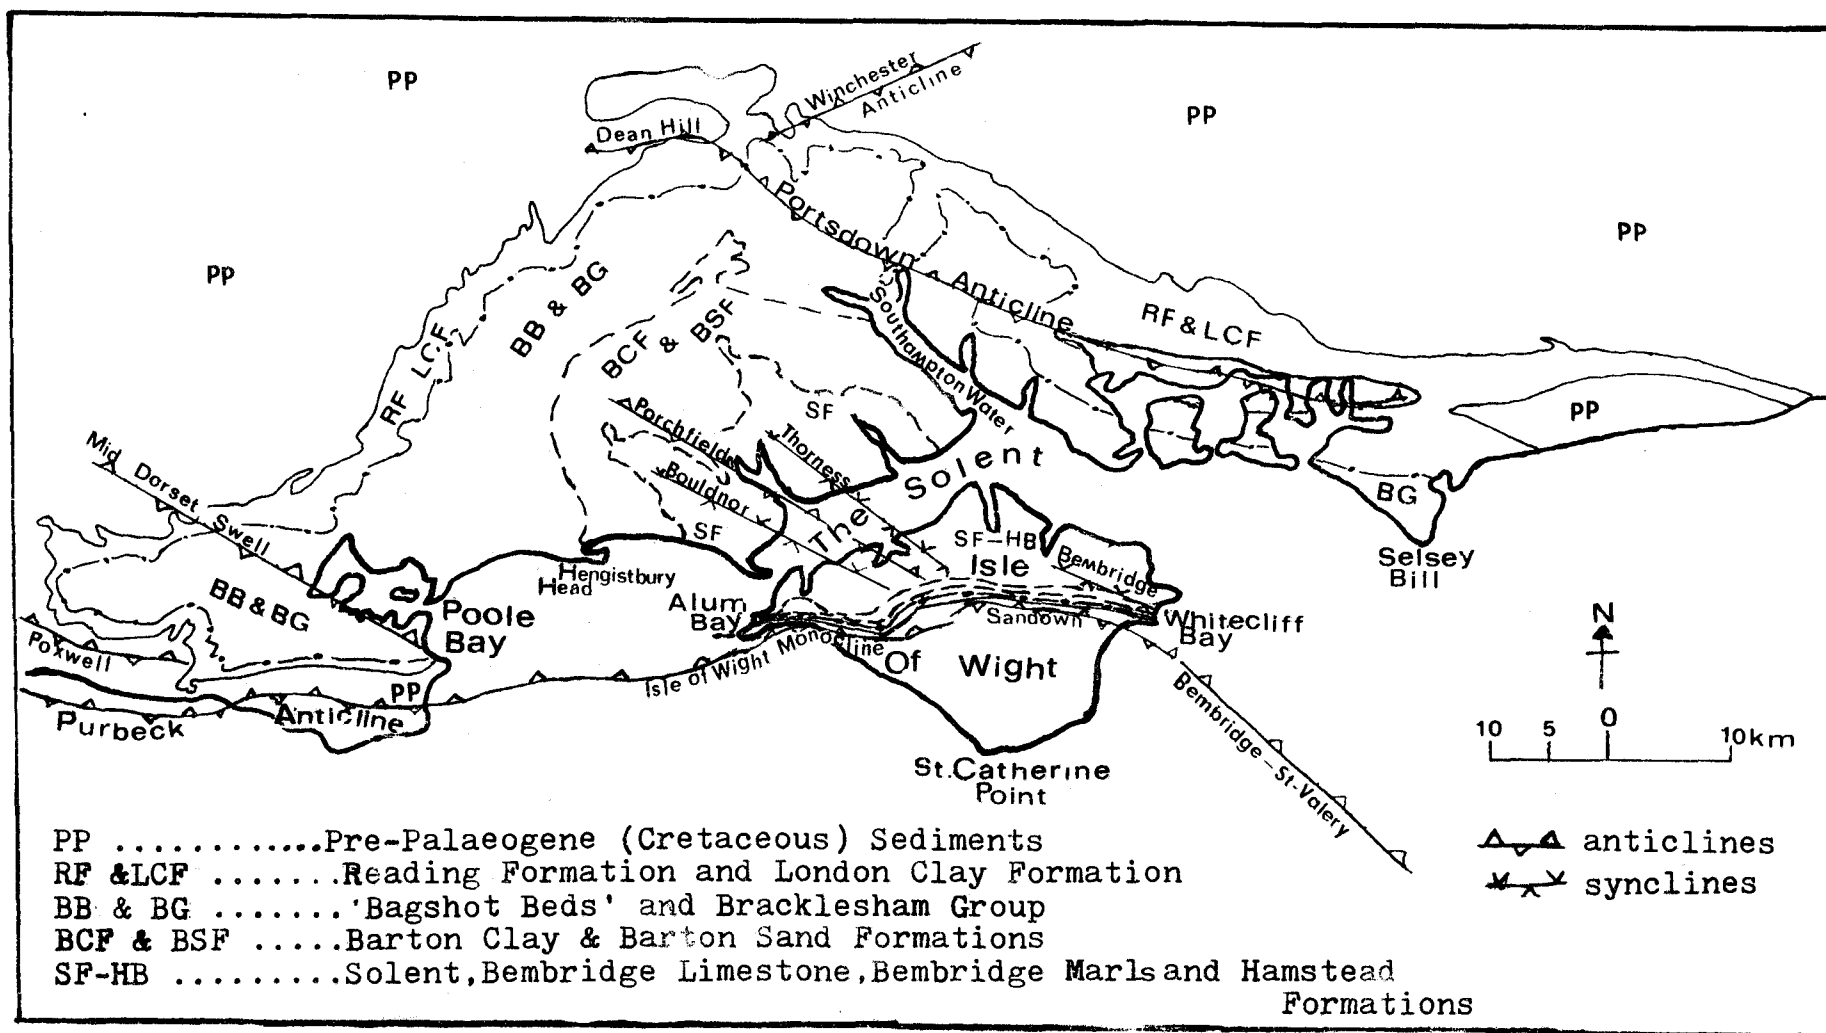 PP
Winchester
Anticline
Dean Hill
PP
PP
PP
Portsdown Anticline
RF LCF
BB & BG
BCF & BSF
Southampton Water
RF & LCF
SF
PP
BG
Selsey
Bill
Mid Dorset Swell
Porchfield
Thorness
Bouldnor
SF
The Solent
SF-HB
Isle
Of Wight
Bembridge
Hengistbury
Head
Alum
Bay
Poole
Bay
BB & BG
Sandown
Whitecliff
Bay
Poxwell
PP
Purbeck Anticline
Isle of Wight Monocline
Bembridge-St-Valery
St.Catherine
Point
N
10 5 0 10km
PP ............Pre-Palaeogene (Cretaceous) Sediments
RF &LCF .......Reading Formation and London Clay Formation
BB & BG .......'Bagshot Beds' and Bracklesham Group
BCF & BSF .....Barton Clay & Barton Sand Formations
SF-HB .........Solent,Bembridge Limestone,Bembridge Marls and Hamstead
Formations
anticlines
synclines